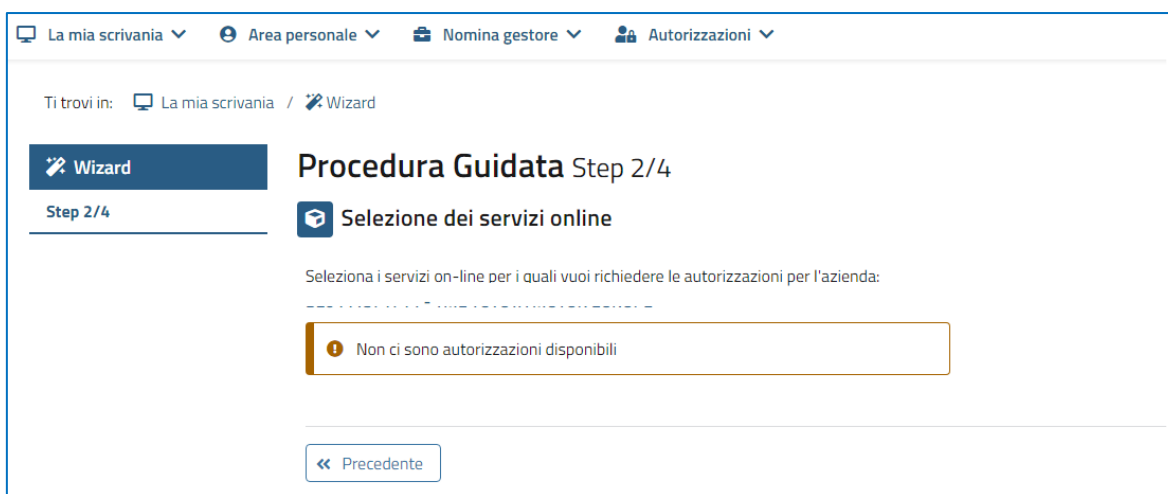 La mia scrivania Area personale Nomina gestore Autorizzazioni
Ti trovi in: La mia scrivania / Wizard
Wizard
Step 2/4
Procedura Guidata Step 2/4
Selezione dei servizi online
Seleziona i servizi on-line per i quali vuoi richiedere le autorizzazioni per l'azienda:
Non ci sono autorizzazioni disponibili
Precedente